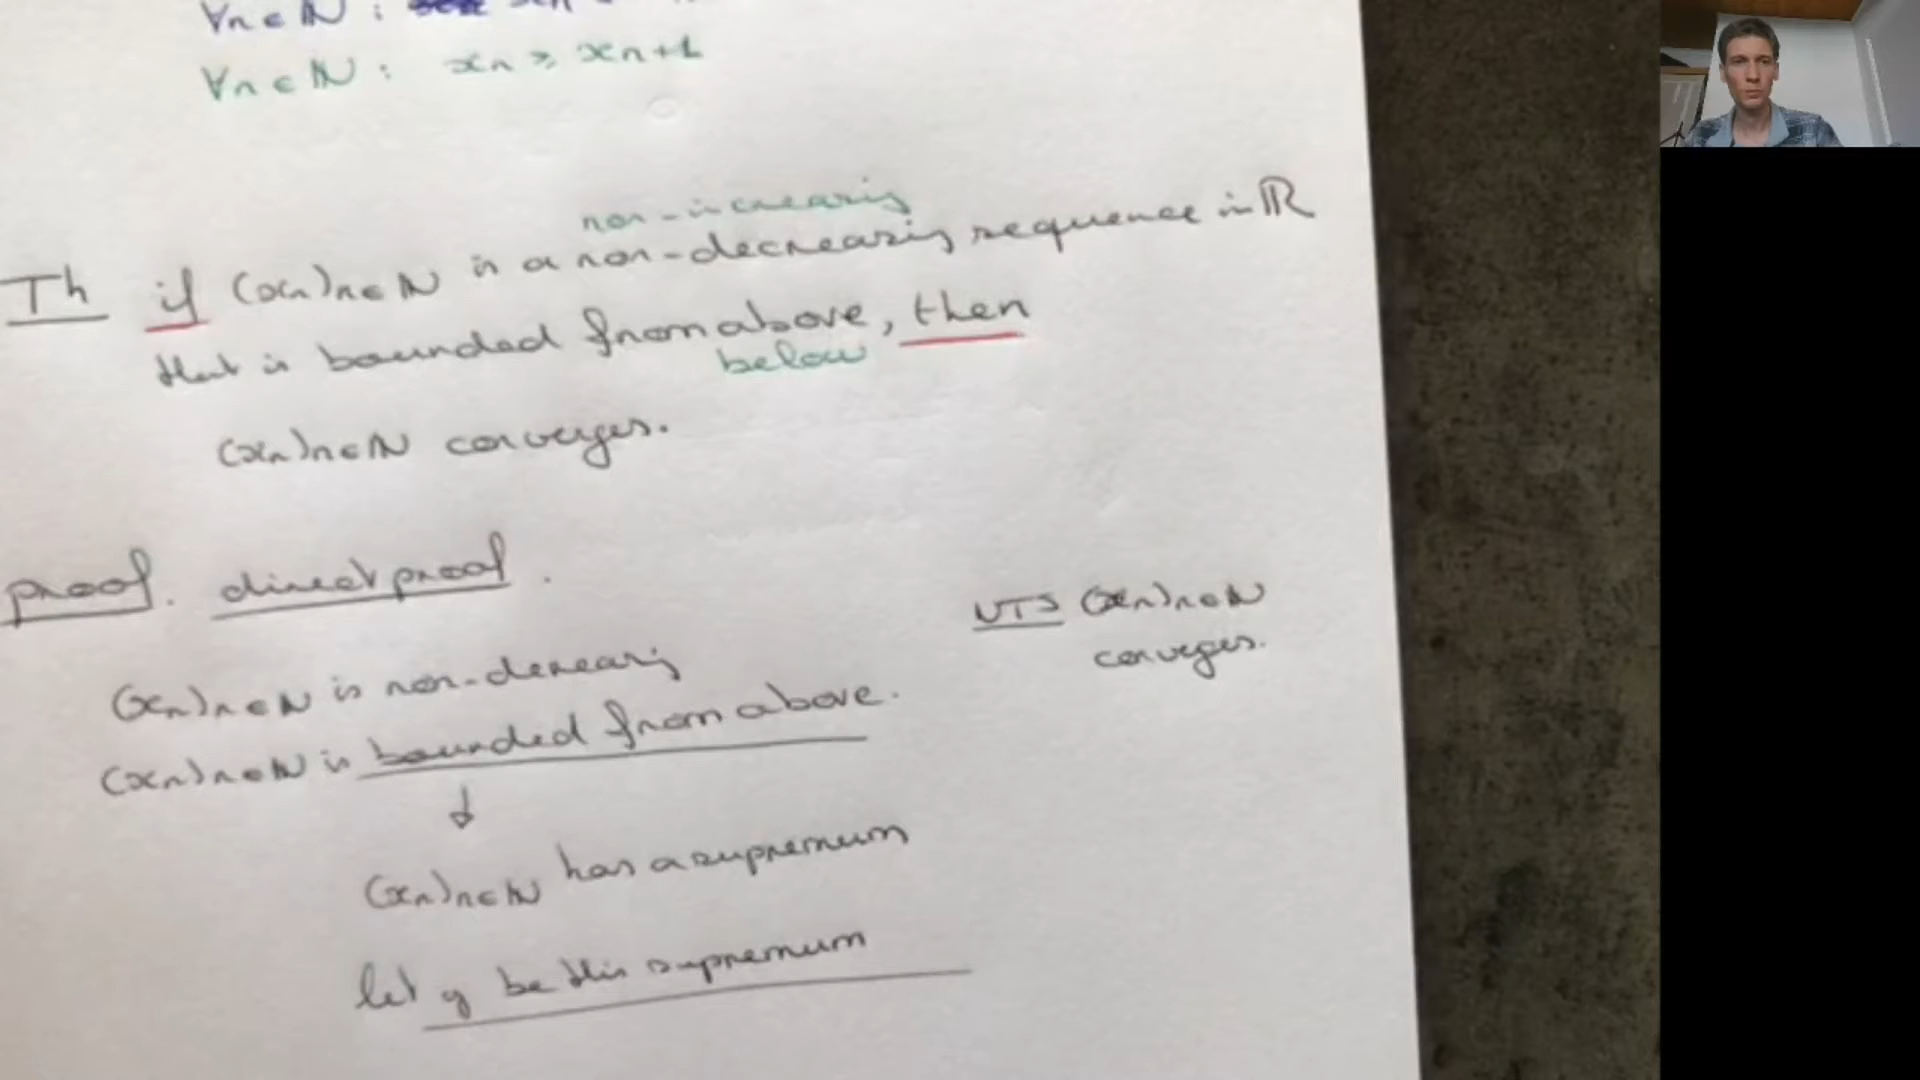 ∀n∈ℕ :
∀n∈ℕ : xn ≥ xn+1
non-increasing
Th if (xn)n∈ℕ is a non-decreasing sequence in ℝ
that is bounded from above, then
below
(xn)n∈ℕ converges.
proof. direct proof.
NTS (xn)n∈ℕ
converges.
(xn)n∈ℕ is non-decreasing
(xn)n∈ℕ is bounded from above.
↓
(xn)n∈ℕ has a supremum
let y be this supremum